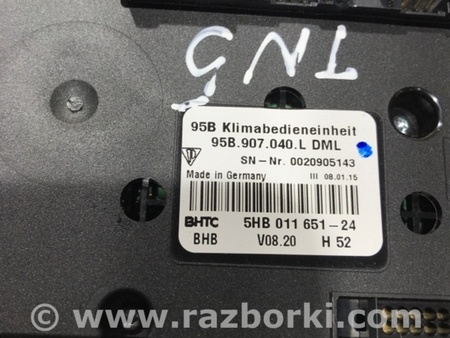 TNG
95B Klimabedieneinheit
95B.907.040.L DML
SN-Nr. 0020905143
Made in Germany III 08.01.15
BHTC 5HB 011 651-24
BHB V08.20 H 52
© www.razborki.com